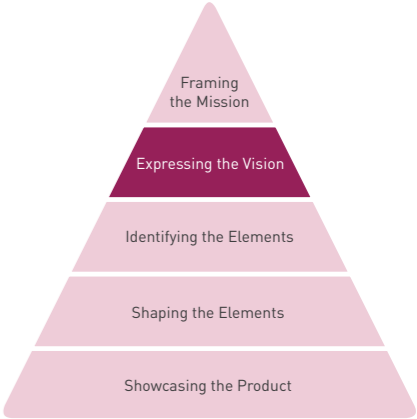 Framing
the Mission
Expressing the Vision
Identifying the Elements
Shaping the Elements
Showcasing the Product